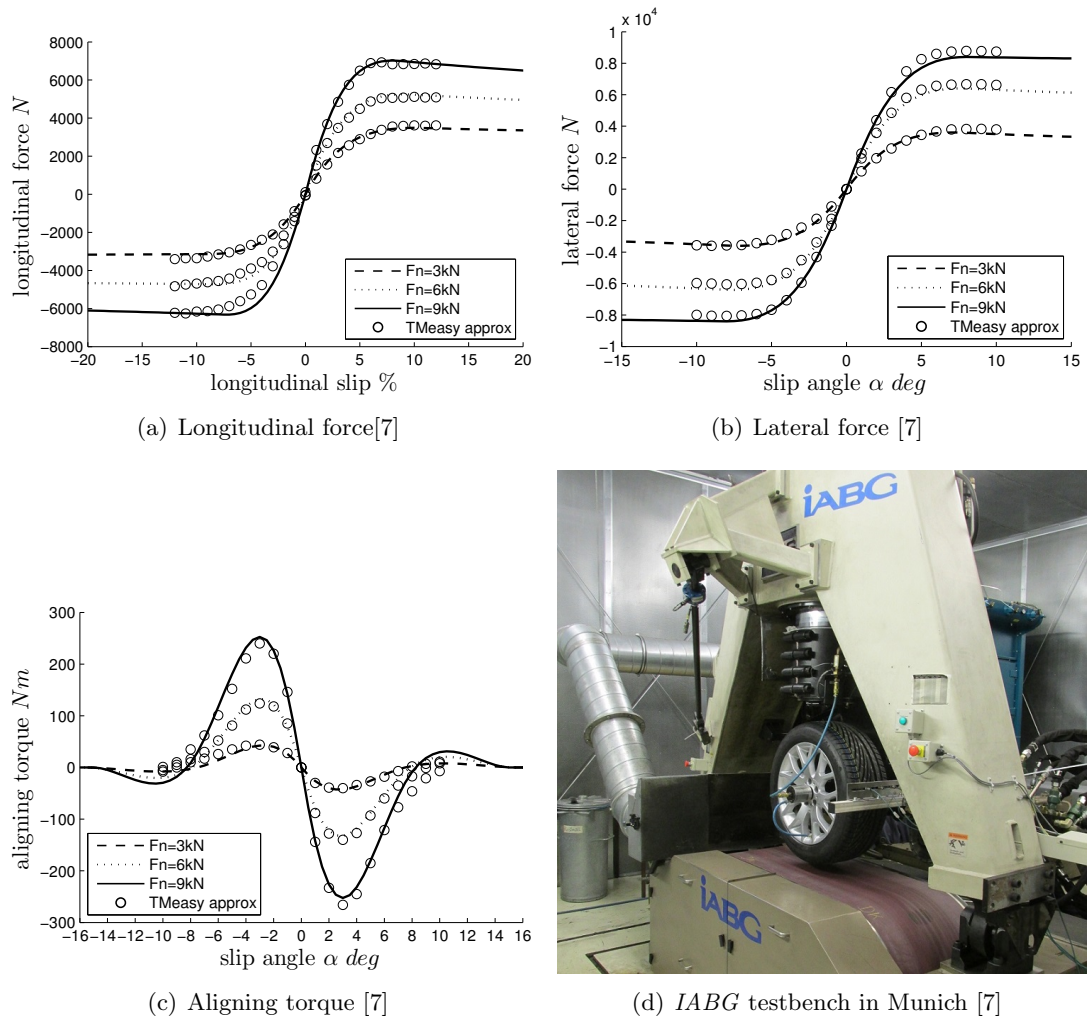 8000
6000
4000
2000
0
−2000
−4000
−6000
−8000
−20
−15
−10
−5
0
5
10
15
20
longitudinal force N
longitudinal slip %
Fn=3kN
Fn=6kN
Fn=9kN
TMeasy approx
(a) Longitudinal force[7]
x 10^4
1
0.8
0.6
0.4
0.2
0
−0.2
−0.4
−0.6
−0.8
−1
−15
−10
−5
0
5
10
15
lateral force N
slip angle α deg
Fn=3kN
Fn=6kN
Fn=9kN
TMeasy approx
(b) Lateral force [7]
300
200
100
0
−100
−200
−300
−16
−14
−12
−10
−8
−6
−4
−2
0
2
4
6
8
10
12
14
16
aligning torque Nm
slip angle α deg
Fn=3kN
Fn=6kN
Fn=9kN
TMeasy approx
(c) Aligning torque [7]
iABG
iABG
(d) IABG testbench in Munich [7]